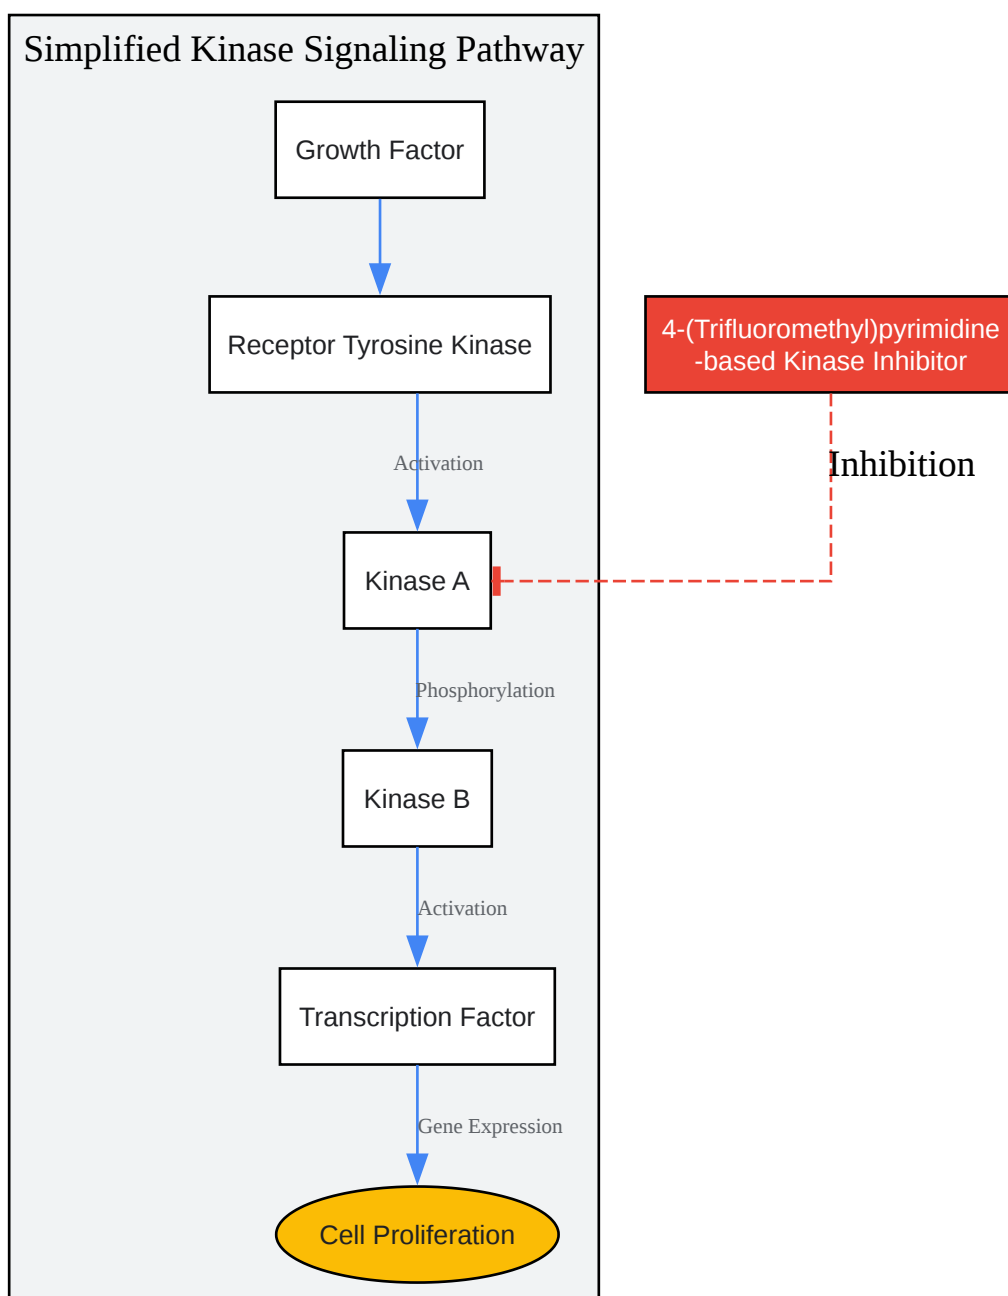 Simplified Kinase Signaling Pathway
Growth Factor
Receptor Tyrosine Kinase
4-(Trifluoromethyl)pyrimidine
-based Kinase Inhibitor
Activation
Inhibition
Kinase A
Phosphorylation
Kinase B
Activation
Transcription Factor
Gene Expression
Cell Proliferation